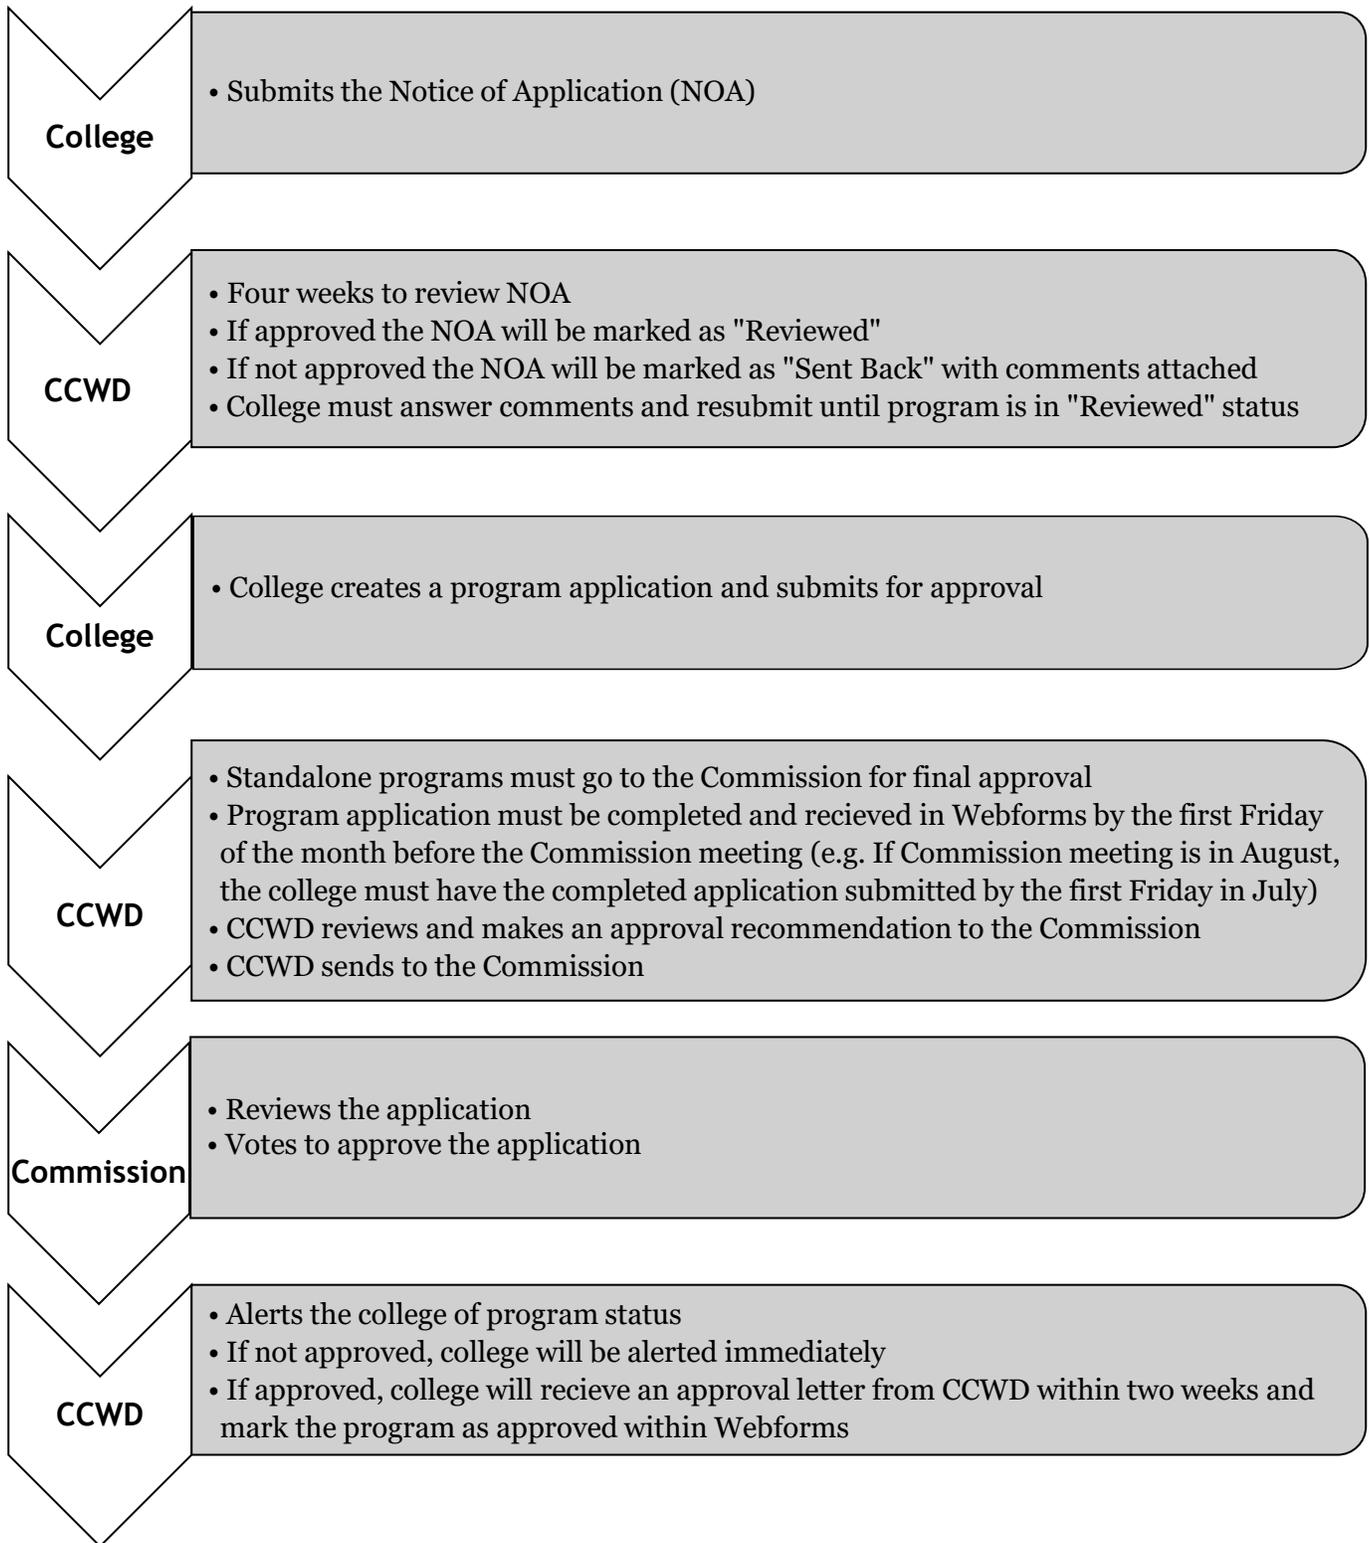 College
• Submits the Notice of Application (NOA)
CCWD
• Four weeks to review NOA
• If approved the NOA will be marked as "Reviewed"
• If not approved the NOA will be marked as "Sent Back" with comments attached
• College must answer comments and resubmit until program is in "Reviewed" status
College
• College creates a program application and submits for approval
CCWD
• Standalone programs must go to the Commission for final approval
• Program application must be completed and recieved in Webforms by the first Friday
of the month before the Commission meeting (e.g. If Commission meeting is in August,
the college must have the completed application submitted by the first Friday in July)
• CCWD reviews and makes an approval recommendation to the Commission
• CCWD sends to the Commission
Commission
• Reviews the application
• Votes to approve the application
CCWD
• Alerts the college of program status
• If not approved, college will be alerted immediately
• If approved, college will recieve an approval letter from CCWD within two weeks and
mark the program as approved within Webforms